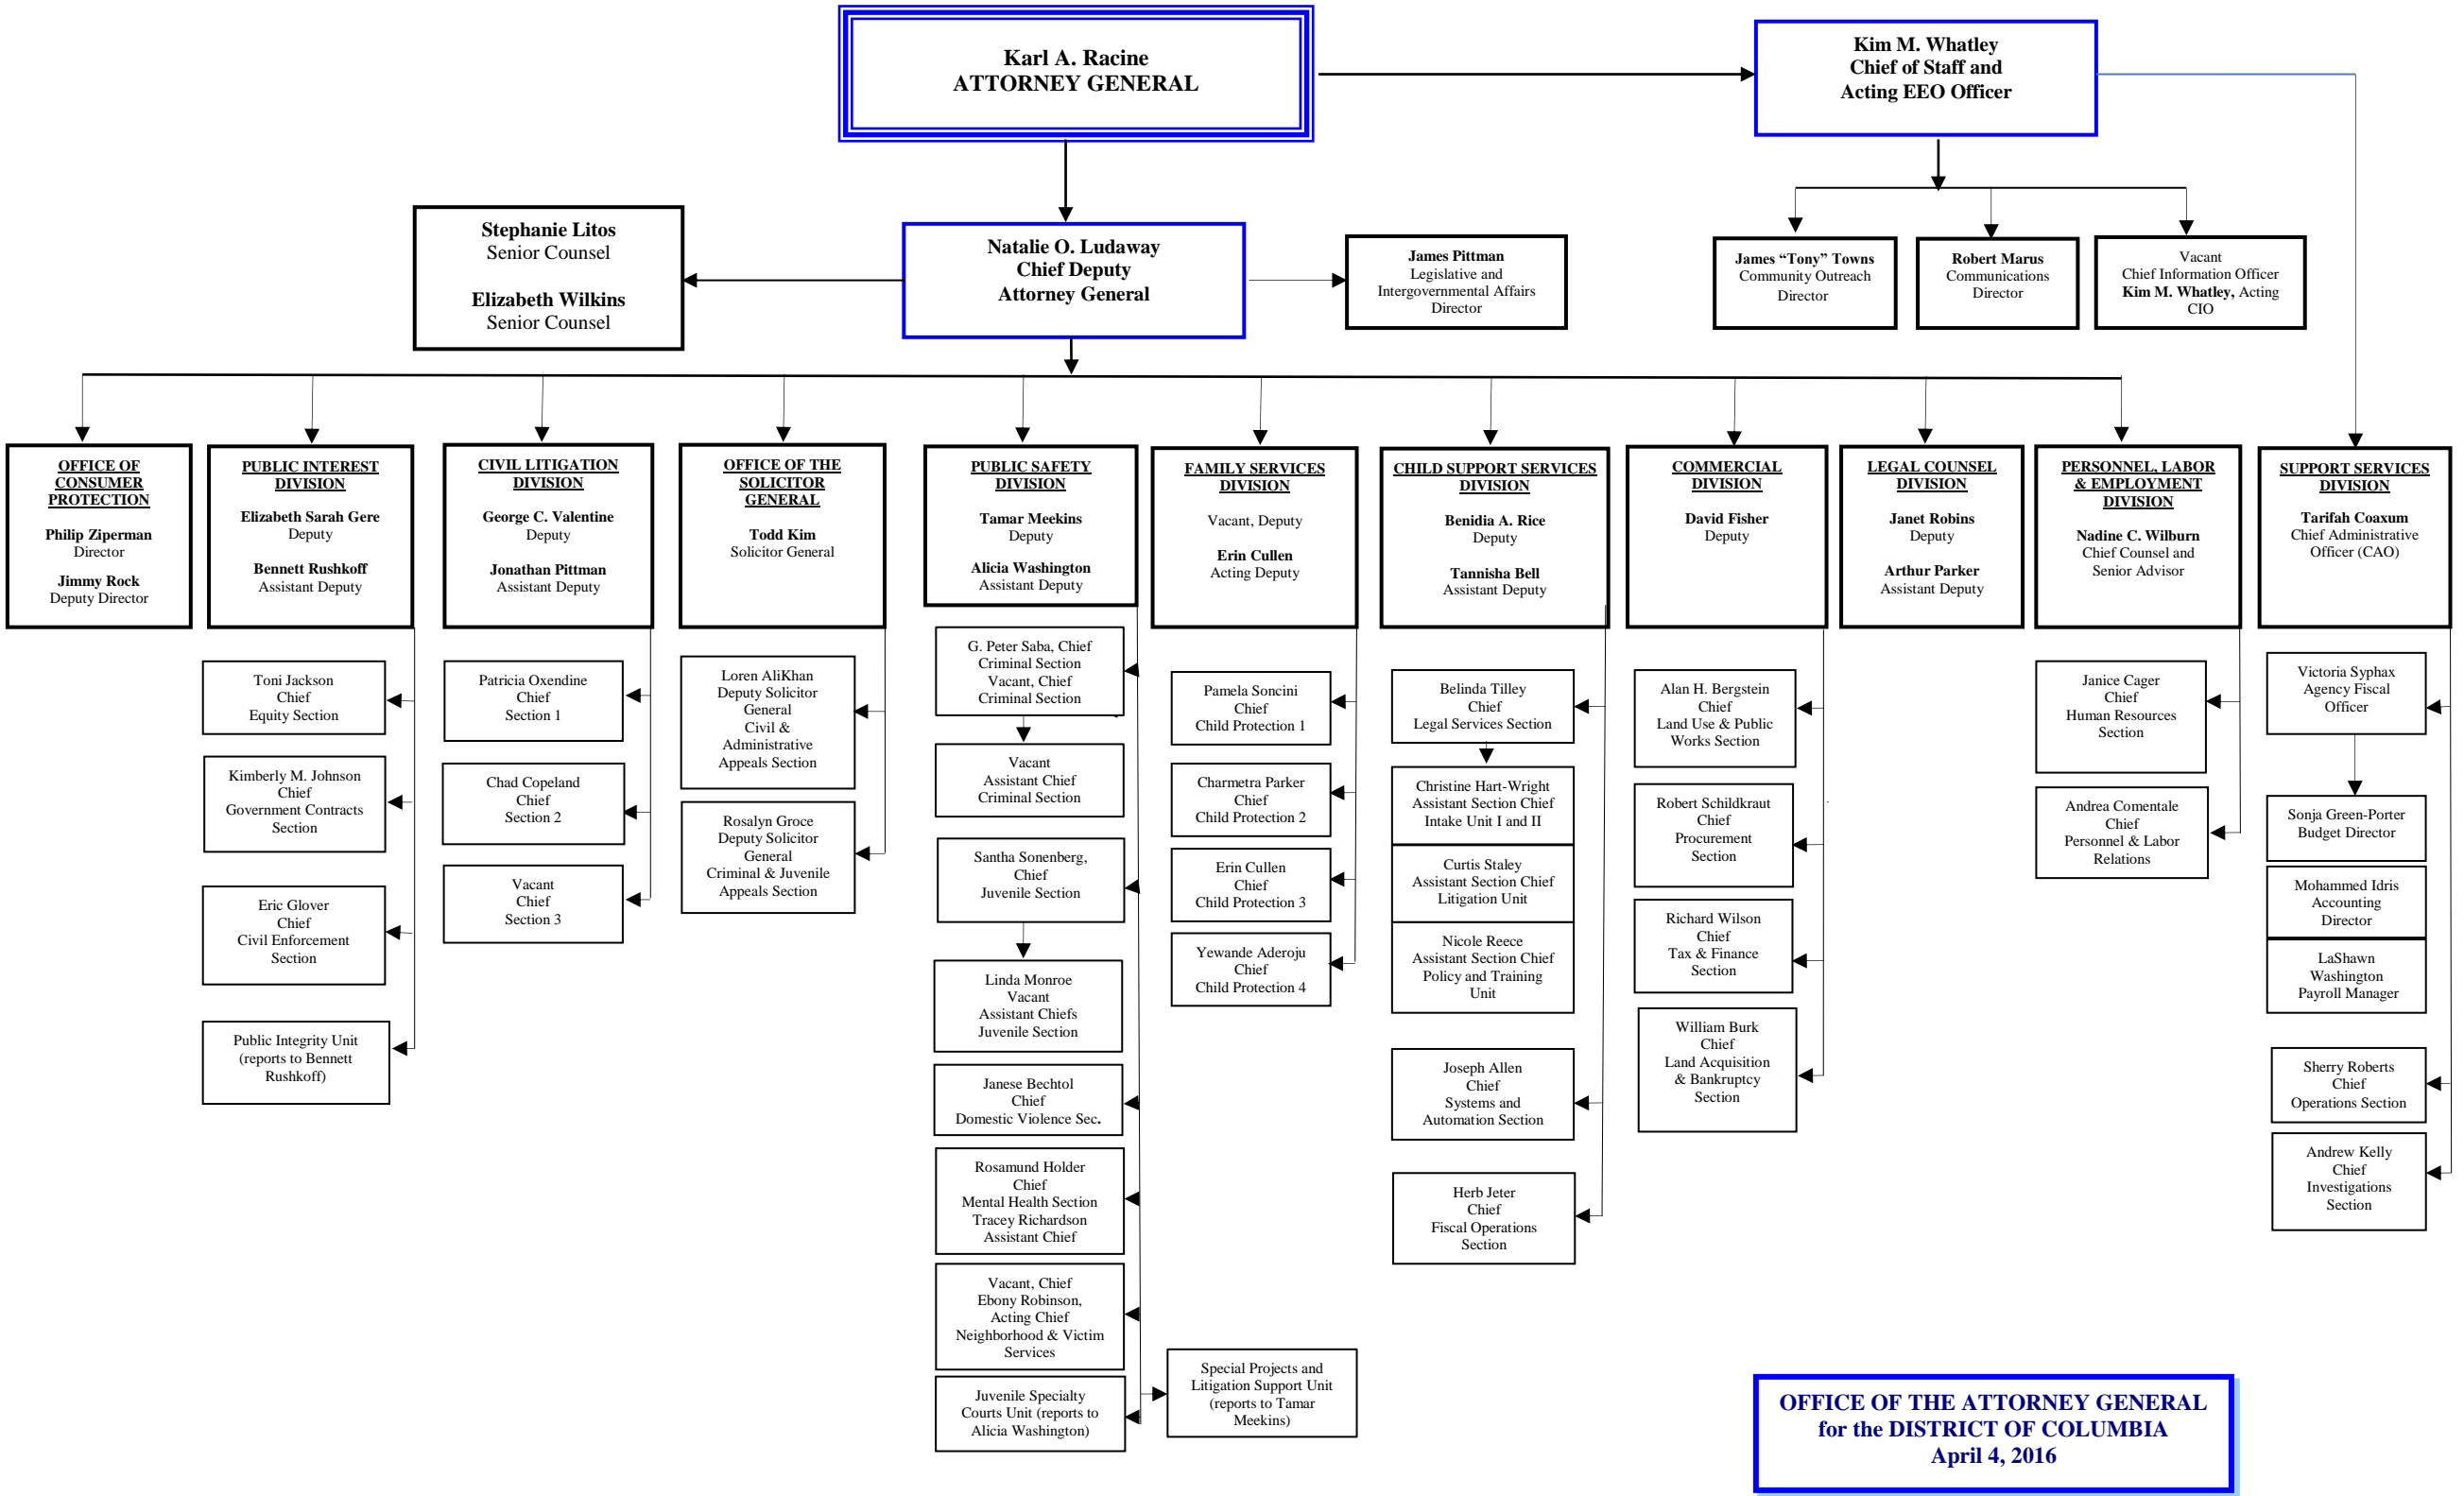 Karl A. Racine
ATTORNEY GENERAL
Kim M. Whatley
Chief of Staff and
Acting EEO Officer
Stephanie Litos
Senior Counsel
Elizabeth Wilkins
Senior Counsel
Natalie O. Ludaway
Chief Deputy
Attorney General
James Pittman
Legislative and
Intergovernmental Affairs
Director
James “Tony” Towns
Community Outreach
Director
Robert Marus
Communications
Director
Vacant
Chief Information Officer
Kim M. Whatley, Acting
CIO
OFFICE OF
CONSUMER
PROTECTION
Philip Ziperman
Director
Jimmy Rock
Deputy Director
PUBLIC INTEREST
DIVISION
Elizabeth Sarah Gere
Deputy
Bennett Rushkoff
Assistant Deputy
Toni Jackson
Chief
Equity Section
Kimberly M. Johnson
Chief
Government Contracts
Section
Eric Glover
Chief
Civil Enforcement
Section
Public Integrity Unit
(reports to Bennett
Rushkoff)
CIVIL LITIGATION
DIVISION
George C. Valentine
Deputy
Jonathan Pittman
Assistant Deputy
Patricia Oxendine
Chief
Section 1
Chad Copeland
Chief
Section 2
Vacant
Chief
Section 3
OFFICE OF THE
SOLICITOR
GENERAL
Todd Kim
Solicitor General
Loren AliKhan
Deputy Solicitor
General
Civil &
Administrative
Appeals Section
Rosalyn Groce
Deputy Solicitor
General
Criminal & Juvenile
Appeals Section
PUBLIC SAFETY
DIVISION
Tamar Meekins
Deputy
Alicia Washington
Assistant Deputy
G. Peter Saba, Chief
Criminal Section
Vacant, Chief
Criminal Section
Vacant
Assistant Chief
Criminal Section
Santha Sonenberg,
Chief
Juvenile Section
Linda Monroe
Vacant
Assistant Chiefs
Juvenile Section
Janese Bechtol
Chief
Domestic Violence Sec.
Rosamund Holder
Chief
Mental Health Section
Tracey Richardson
Assistant Chief
Vacant, Chief
Ebony Robinson,
Acting Chief
Neighborhood & Victim
Services
Juvenile Specialty
Courts Unit (reports to
Alicia Washington)
Special Projects and
Litigation Support Unit
(reports to Tamar
Meekins)
FAMILY SERVICES
DIVISION
Vacant, Deputy
Erin Cullen
Acting Deputy
Pamela Soncini
Chief
Child Protection 1
Charmetra Parker
Chief
Child Protection 2
Erin Cullen
Chief
Child Protection 3
Yewande Aderoju
Chief
Child Protection 4
CHILD SUPPORT SERVICES
DIVISION
Benidia A. Rice
Deputy
Tannisha Bell
Assistant Deputy
Belinda Tilley
Chief
Legal Services Section
Christine Hart-Wright
Assistant Section Chief
Intake Unit I and II
Curtis Staley
Assistant Section Chief
Litigation Unit
Nicole Reece
Assistant Section Chief
Policy and Training
Unit
Joseph Allen
Chief
Systems and
Automation Section
Herb Jeter
Chief
Fiscal Operations
Section
COMMERCIAL
DIVISION
David Fisher
Deputy
Alan H. Bergstein
Chief
Land Use & Public
Works Section
Robert Schildkraut
Chief
Procurement
Section
Richard Wilson
Chief
Tax & Finance
Section
William Burk
Chief
Land Acquisition
& Bankruptcy
Section
LEGAL COUNSEL
DIVISION
Janet Robins
Deputy
Arthur Parker
Assistant Deputy
PERSONNEL, LABOR
& EMPLOYMENT
DIVISION
Nadine C. Wilburn
Chief Counsel and
Senior Advisor
Janice Cager
Chief
Human Resources
Section
Andrea Comentale
Chief
Personnel & Labor
Relations
SUPPORT SERVICES
DIVISION
Tarifah Coaxum
Chief Administrative
Officer (CAO)
Victoria Syphax
Agency Fiscal
Officer
Sonja Green-Porter
Budget Director
Mohammed Idris
Accounting
Director
LaShawn
Washington
Payroll Manager
Sherry Roberts
Chief
Operations Section
Andrew Kelly
Chief
Investigations
Section
OFFICE OF THE ATTORNEY GENERAL
for the DISTRICT OF COLUMBIA
April 4, 2016